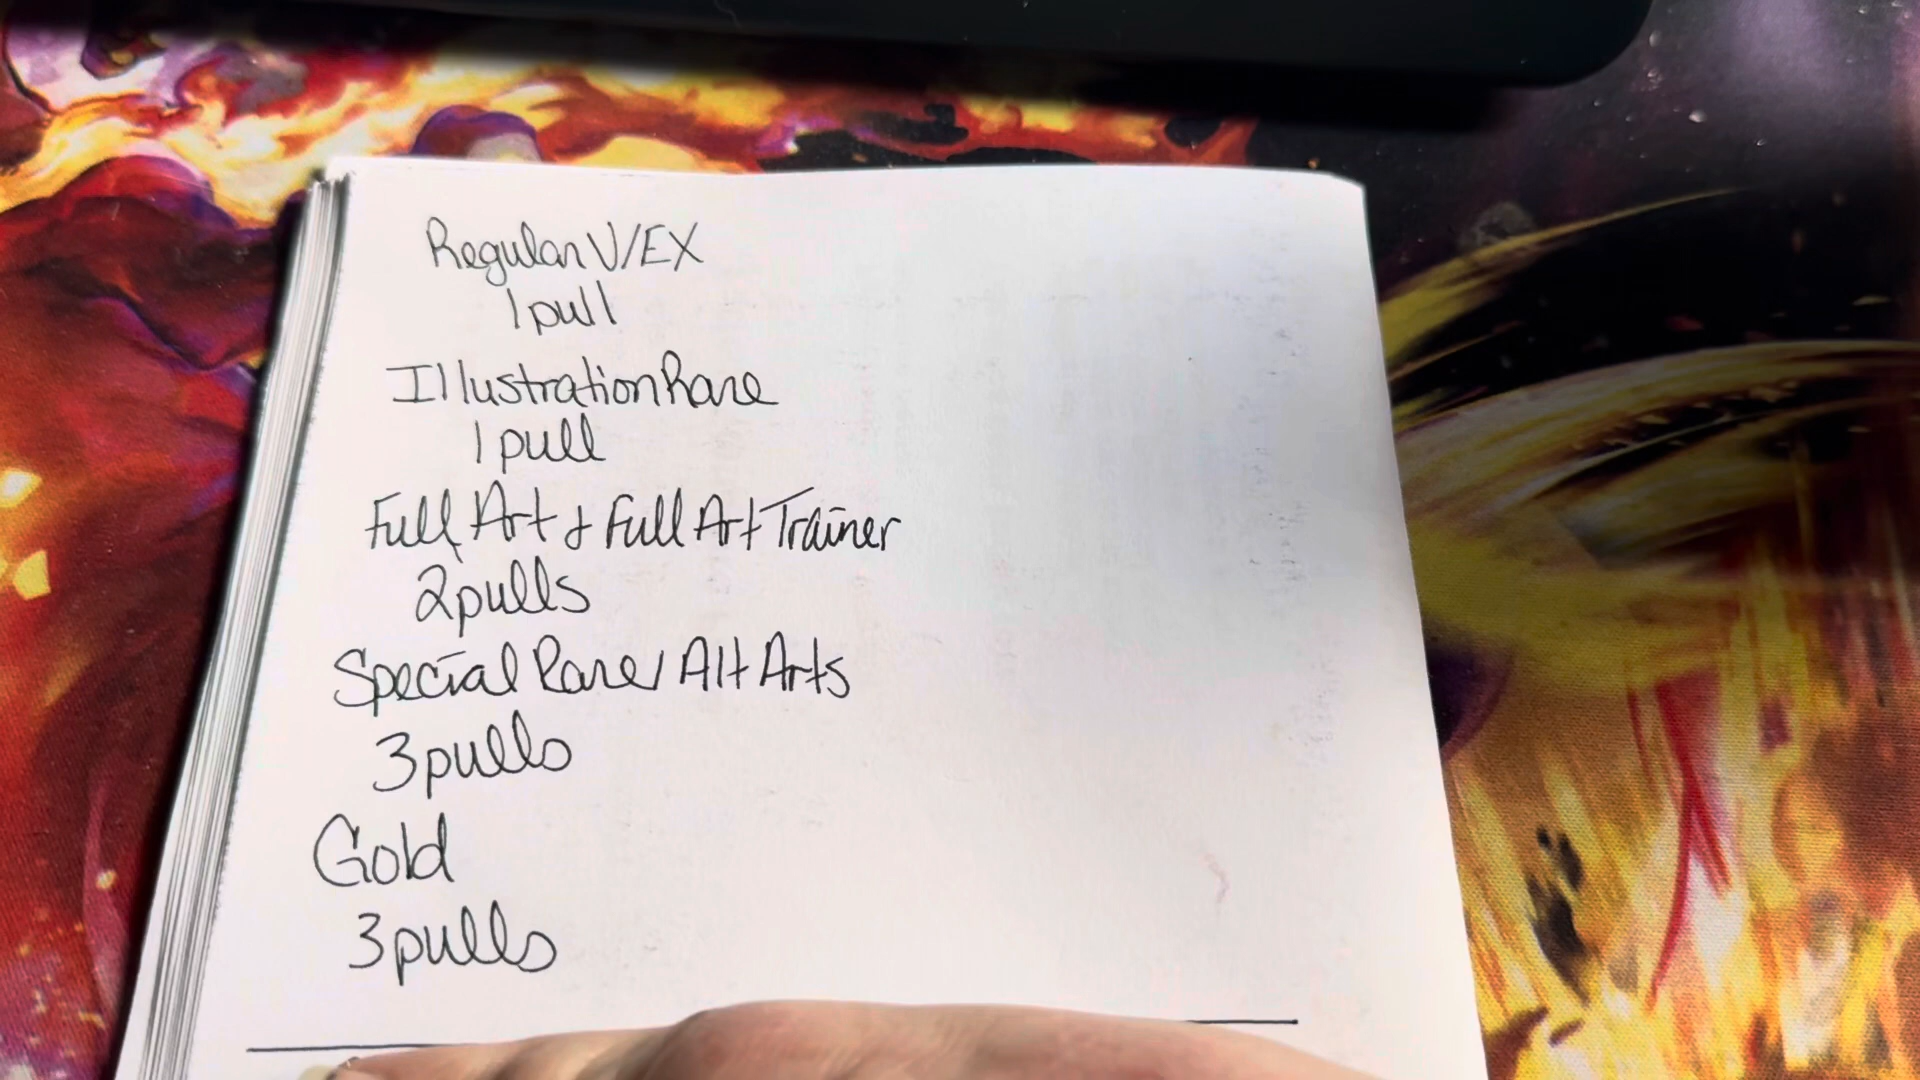 Regular V/EX
1 pull
Illustration Rare
1 pull
Full Art & Full Art Trainer
2 pulls
Special Rare/ Alt Arts
3 pulls
Gold
3 pulls